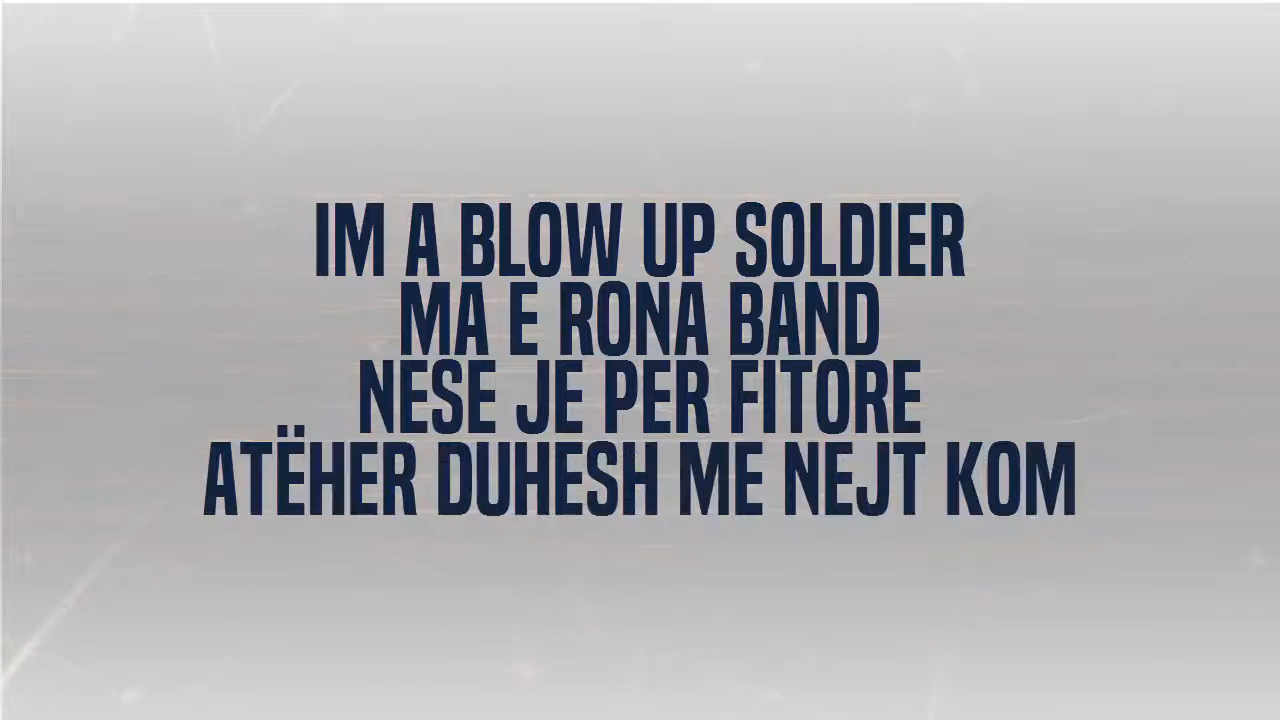 IM A BLOW UP SOLDIER
MA E RONA BAND
NESE JE PER FITORE
ATËHER DUHESH ME NEJT KOM